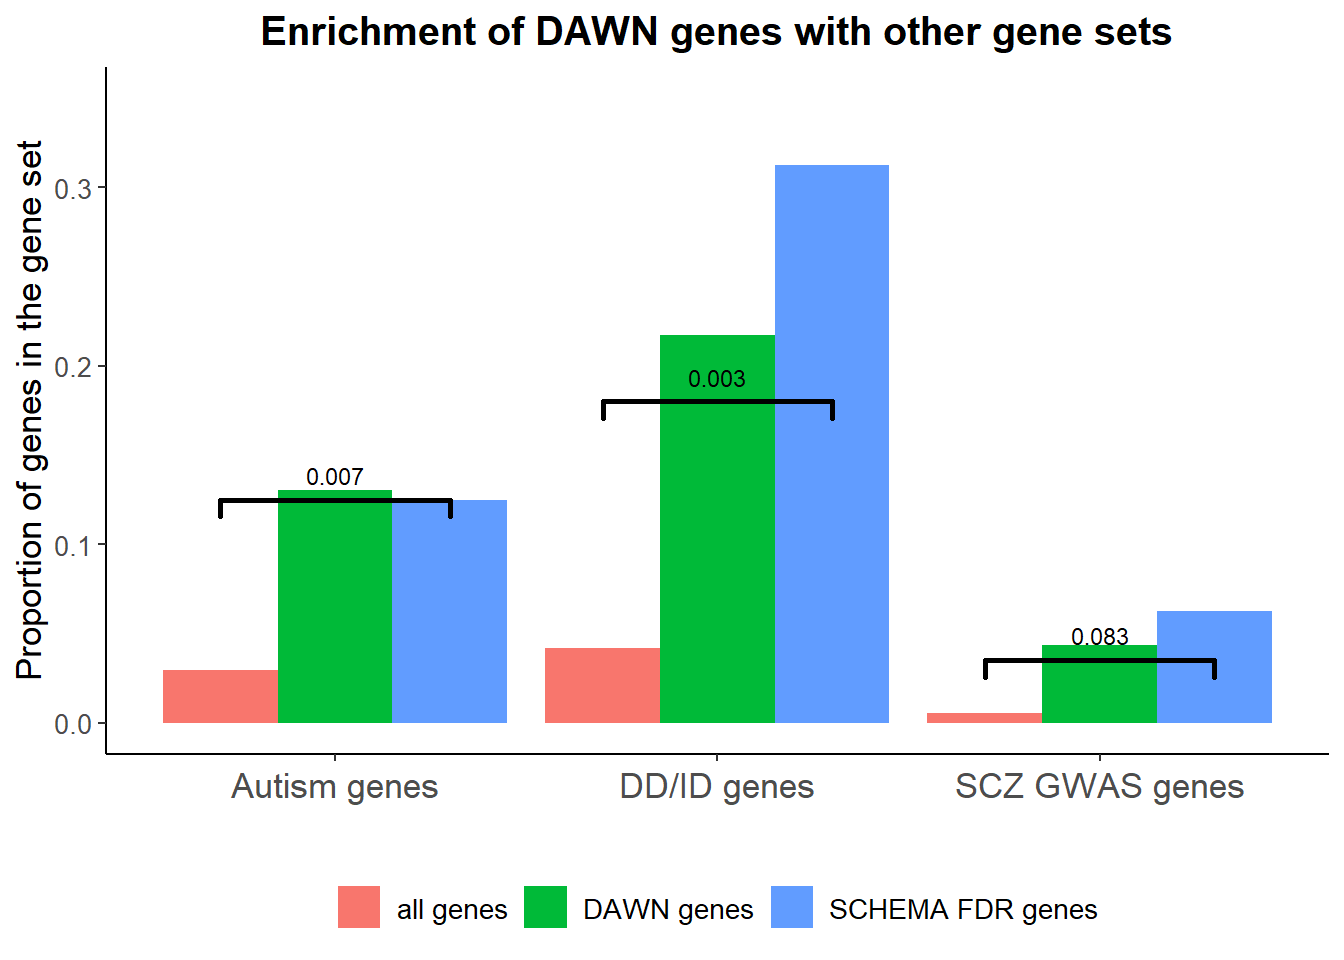 Enrichment of DAWN genes with other gene sets
Proportion of genes in the gene set
0.3
0.2
0.1
0.0
0.007
0.003
0.083
Autism genes
DD/ID genes
SCZ GWAS genes
all genes
DAWN genes
SCHEMA FDR genes